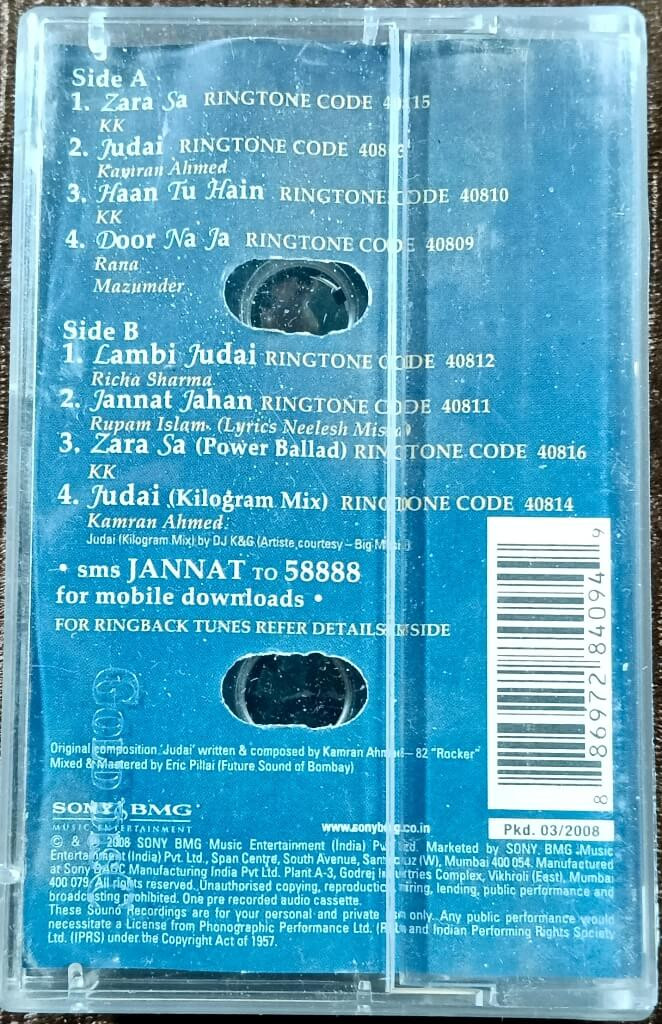 Side A
1. Zara Sa RINGTONE CODE
KK
2. Judai RINGTONE CODE
Kamran Ahmed
3. Haan Tu Hain RINGTONE CODE 40810
KK
4. Door Na Ja RINGTONE CODE 40809
Rana
Mazumder
Side B
1. Lambi Judai RINGTONE CODE 40812
Richa Sharma
2. Jannat Jahan RINGTONE CODE 40811
Rupam Islam (Lyrics Neelesh Misra)
3. Zara Sa (Power Ballad) RINGTONE CODE 40816
KK
4. Judai (Kilogram Mix) RINGTONE CODE 40814
Kamran Ahmed
Judai (Kilogram Mix) by DJ K&G (Artiste courtesy – Big Music)
• sms JANNAT TO 58888
for mobile downloads •
FOR RINGBACK TUNES REFER DETAILS INSIDE
8 86972 84094 9
Original composition 'Judai' written & composed by Kamran Ahmed – 82 "Rocker"
Mixed & Mastered by Eric Pillai (Future Sound of Bombay)
SONY BMG
MUSIC ENTERTAINMENT
www.sonybmg.co.in
Pkd. 03/2008
© & 2008 SONY BMG Music Entertainment (India) Pvt. Ltd. Marketed by SONY BMG Music
Entertainment (India) Pvt. Ltd., Span Centre, South Avenue, Santacruz (W), Mumbai 400 054. Manufactured
at Sony DADC Manufacturing India Pvt Ltd. Plant A-3, Godrej Industries Complex, Vikhroli (East), Mumbai
400 079. All rights reserved. Unauthorised copying, reproduction, hiring, lending, public performance and
broadcasting prohibited. One pre recorded audio cassette.
These Sound Recordings are for your personal and private use only. Any public performance would
necessitate a License from Phonographic Performance Ltd. (PPL) and Indian Performing Rights Society
Ltd. (IPRS) under the Copyright Act of 1957.